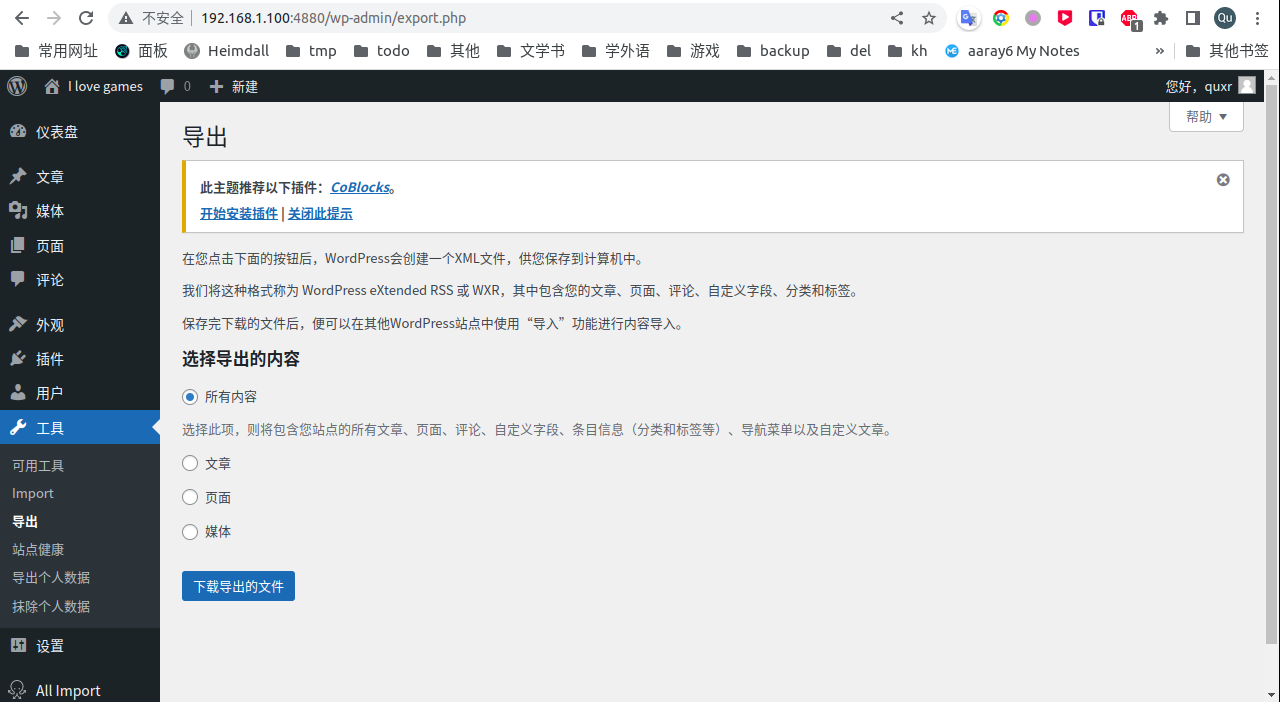 不安全 192.168.1.100:4880/wp-admin/export.php ABP 1 Qu
常用网址 面板 Heimdall tmp todo 其他 文学书 学外语 游戏 backup del kh ME aaray6 My Notes » 其他书签
I love games 0 新建 您好，quxr
帮助
仪表盘
文章
媒体
页面
评论
外观
插件
用户
工具
可用工具
Import
导出
站点健康
导出个人数据
抹除个人数据
设置
All Import
导出
此主题推荐以下插件：CoBlocks。
开始安装插件 | 关闭此提示
在您点击下面的按钮后，WordPress会创建一个XML文件，供您保存到计算机中。
我们将这种格式称为 WordPress eXtended RSS 或 WXR，其中包含您的文章、页面、评论、自定义字段、分类和标签。
保存完下载的文件后，便可以在其他WordPress站点中使用“导入”功能进行内容导入。
选择导出的内容
所有内容
选择此项，则将包含您站点的所有文章、页面、评论、自定义字段、条目信息（分类和标签等）、导航菜单以及自定义文章。
文章
页面
媒体
下载导出的文件